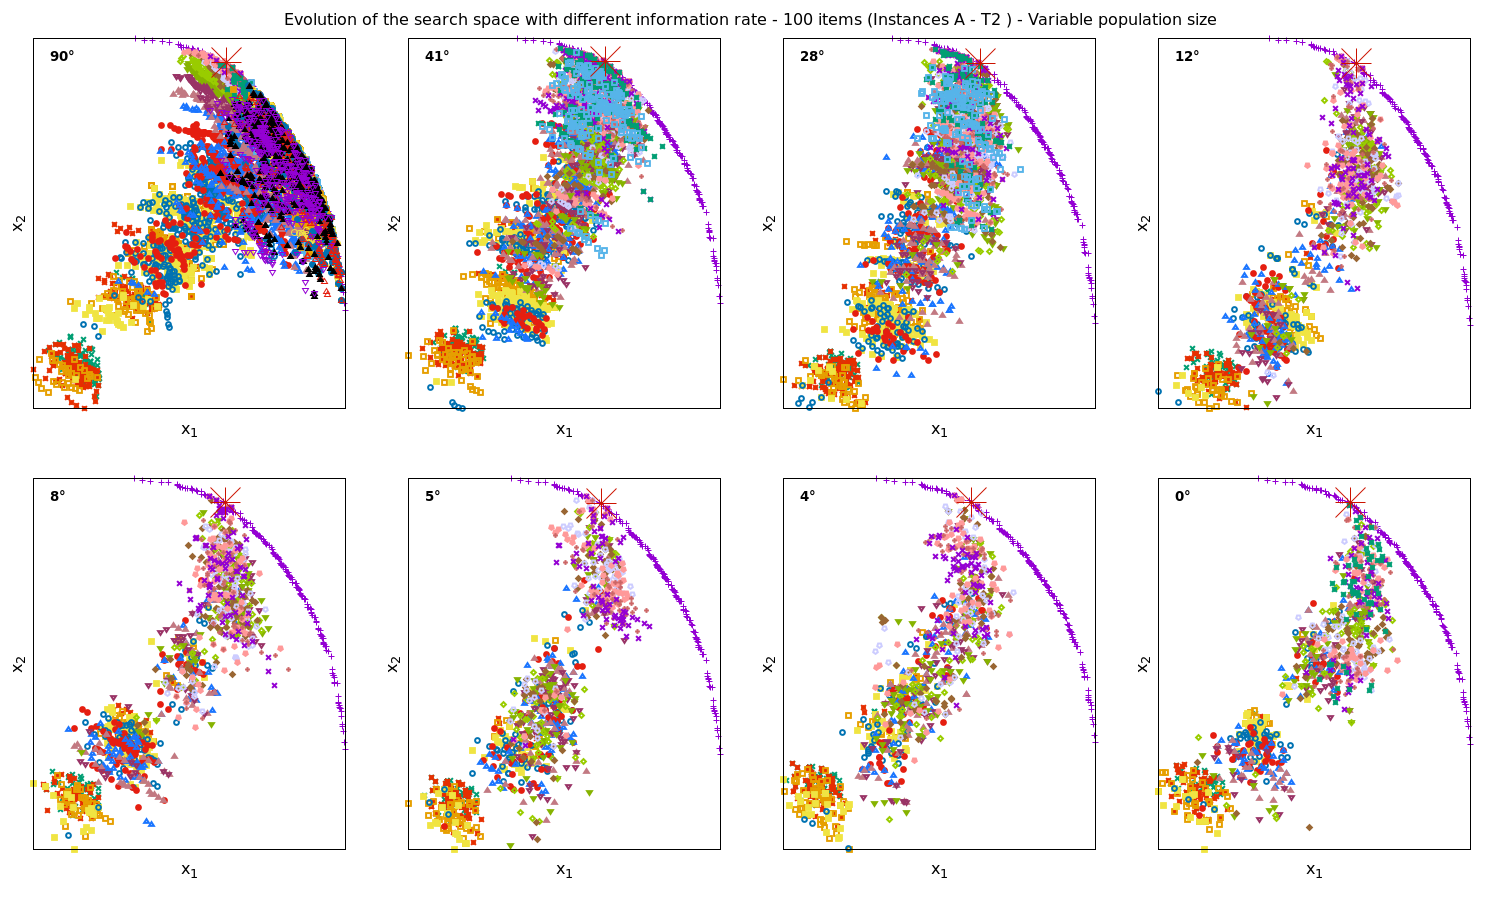 Evolution of the search space with different information rate - 100 items (Instances A - T2 ) - Variable population size
90°
41°
28°
12°
x₂
x₂
x₂
x₂
x₁
x₁
x₁
x₁
8°
5°
4°
0°
x₂
x₂
x₂
x₂
x₁
x₁
x₁
x₁